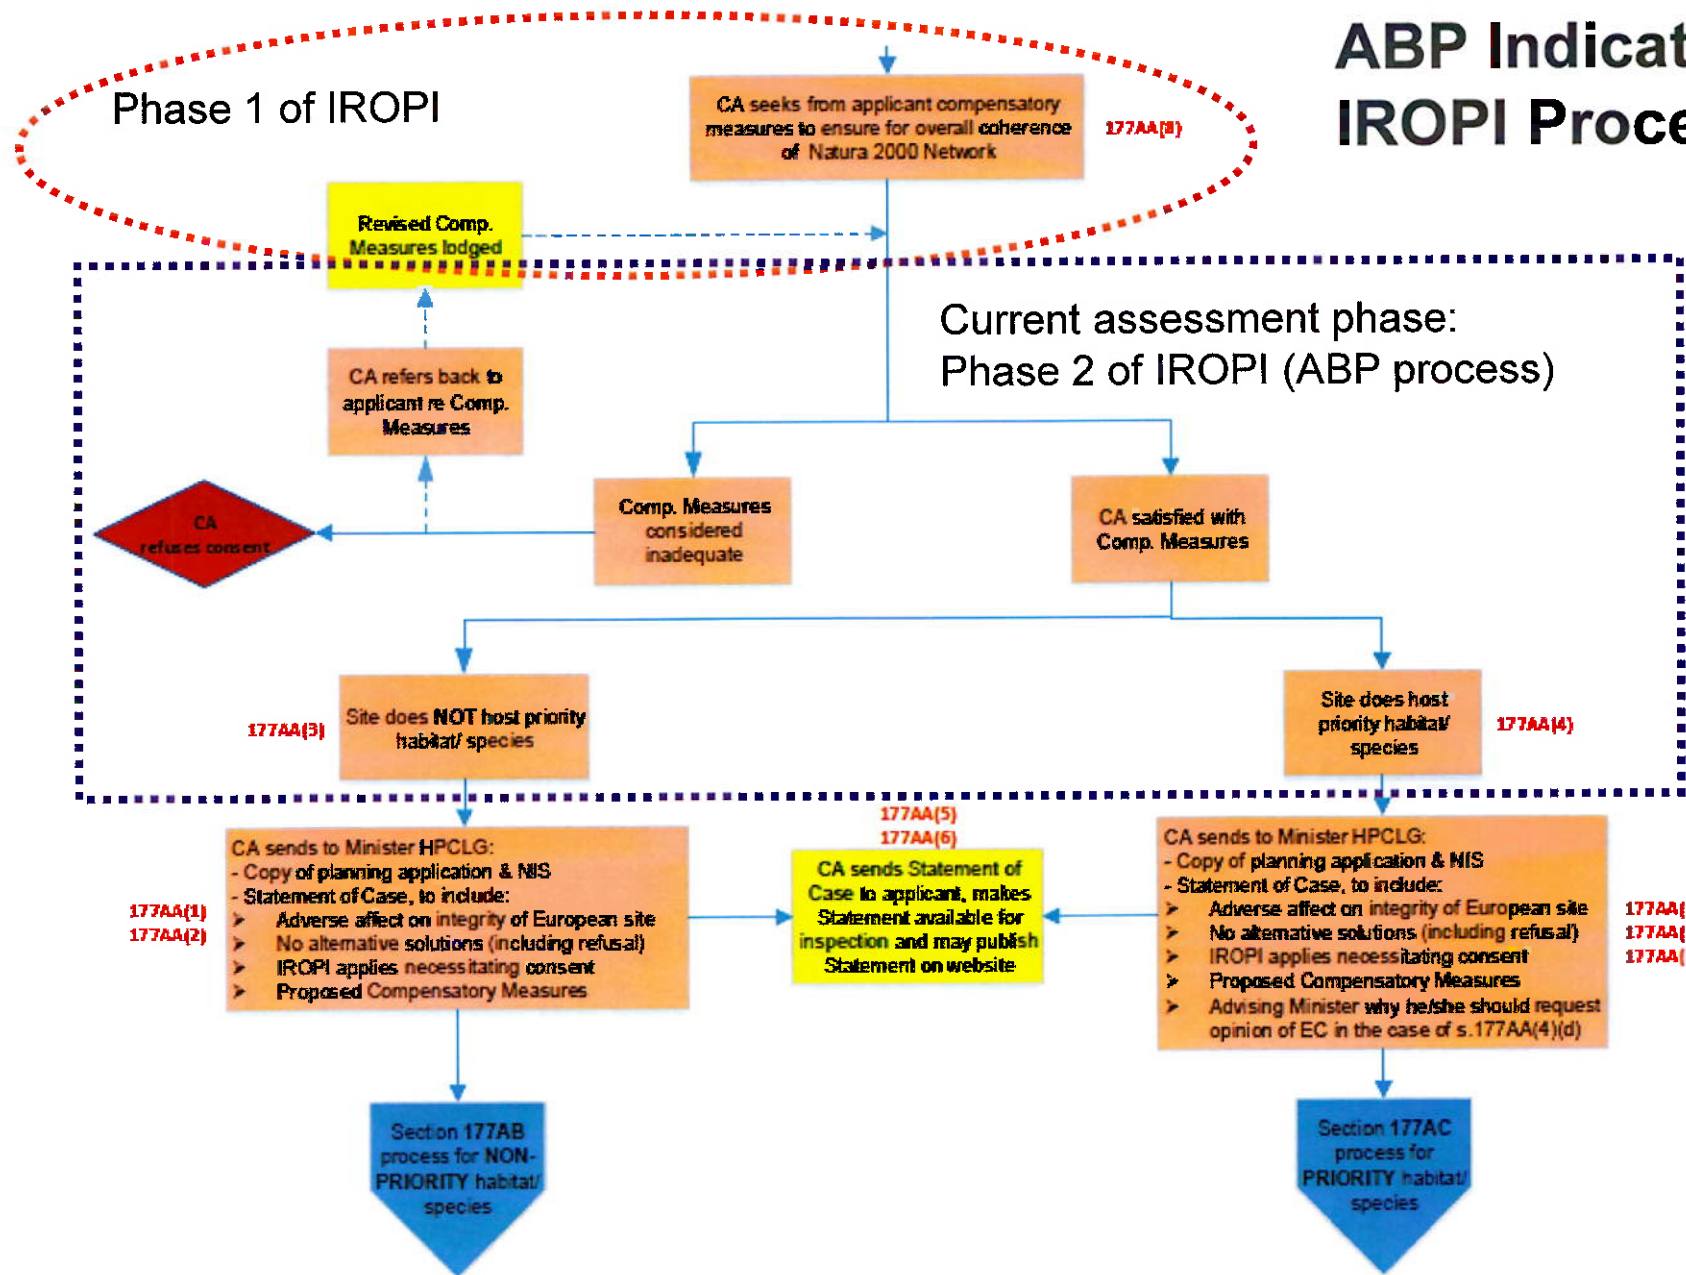 ABP Indicat
IROPI Proce
Phase 1 of IROPI
CA seeks from applicant compensatory
measures to ensure for overall coherence
of Natura 2000 Network
177AA(8)
Revised Comp.
Measures lodged
Current assessment phase:
Phase 2 of IROPI (ABP process)
CA refers back to
applicant re Comp.
Measures
CA
refuses consent
Comp. Measures
considered
inadequate
CA satisfied with
Comp. Measures
177AA(3)
Site does NOT host priority
habitat/ species
Site does host
priority habitat/
species
177AA(4)
177AA(1)
177AA(2)
CA sends to Minister HPCLG:
- Copy of planning application & NIS
- Statement of Case, to include:
➢ Adverse affect on integrity of European site
➢ No alternative solutions (including refusal)
➢ IROPI applies necessitating consent
➢ Proposed Compensatory Measures
177AA(5)
177AA(6)
CA sends Statement of
Case to applicant, makes
Statement available for
inspection and may publish
Statement on website
CA sends to Minister HPCLG:
- Copy of planning application & NIS
- Statement of Case, to include:
➢ Adverse affect on integrity of European site
➢ No alternative solutions (including refusal)
➢ IROPI applies necessitating consent
➢ Proposed Compensatory Measures
➢ Advising Minister why he/she should request
opinion of EC in the case of s.177AA(4)(d)
177AA(
177AA(
177AA(
Section 177AB
process for NON-
PRIORITY habitat/
species
Section 177AC
process for
PRIORITY habitat/
species